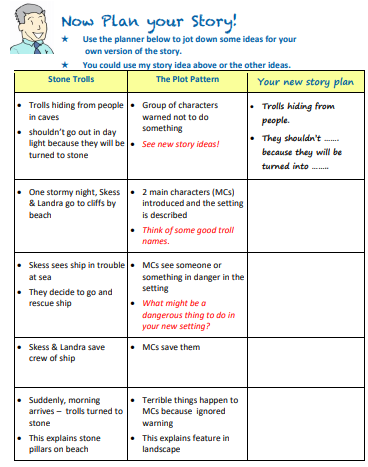 Now Plan your Story!
★ Use the planner below to jot down some ideas for your
own version of the story.
★ You could use my story idea above or the other ideas.
Stone Trolls
The Plot Pattern
Your new story plan
• Trolls hiding from people
in caves
• shouldn't go out in day
light because they will be
turned to stone
• Group of characters
warned not to do
something
• See new story ideas!
• Trolls hiding from
people.
• They shouldn't .......
because they will be
turned into ........
• One stormy night, Skess
& Landra go to cliffs by
beach
• 2 main characters (MCs)
introduced and the setting
is described
• Think of some good troll
names.
• Skess sees ship in trouble
at sea
• They decide to go and
rescue ship
• MCs see someone or
something in danger in the
setting
• What might be a
dangerous thing to do in
your new setting?
• Skess & Landra save
crew of ship
• MCs save them
• Suddenly, morning
arrives – trolls turned to
stone
• This explains stone
pillars on beach
• Terrible things happen to
MCs because ignored
warning
• This explains feature in
landscape